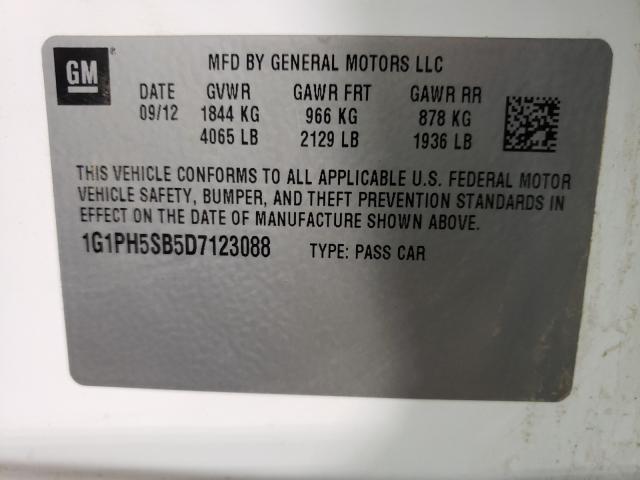 GM
MFD BY GENERAL MOTORS LLC
DATE GVWR GAWR FRT GAWR RR
09/12 1844 KG 966 KG 878 KG
4065 LB 2129 LB 1936 LB
THIS VEHICLE CONFORMS TO ALL APPLICABLE U.S. FEDERAL MOTOR
VEHICLE SAFETY, BUMPER, AND THEFT PREVENTION STANDARDS IN
EFFECT ON THE DATE OF MANUFACTURE SHOWN ABOVE.
1G1PH5SB5D7123088 TYPE: PASS CAR